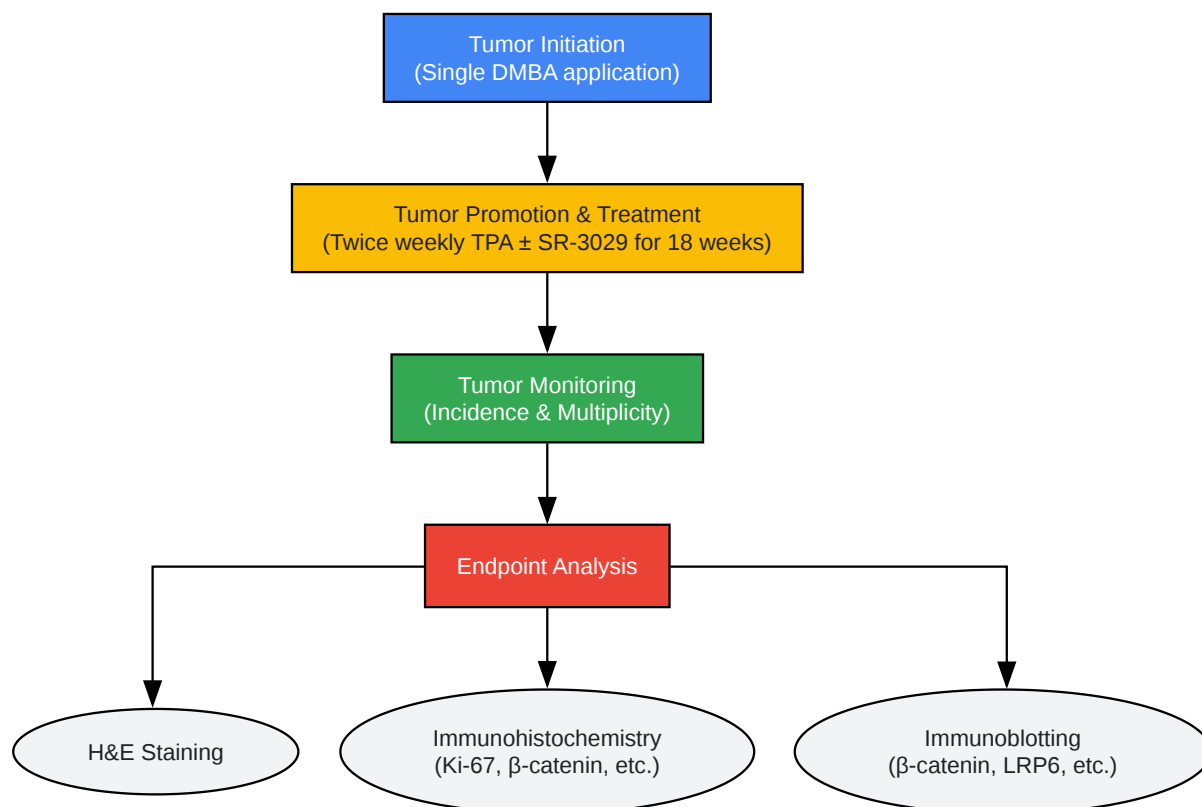 Tumor Initiation
(Single DMBA application)
Tumor Promotion & Treatment
(Twice weekly TPA ± SR-3029 for 18 weeks)
Tumor Monitoring
(Incidence & Multiplicity)
Endpoint Analysis
H&E Staining
Immunohistochemistry
(Ki-67, β-catenin, etc.)
Immunoblotting
(β-catenin, LRP6, etc.)